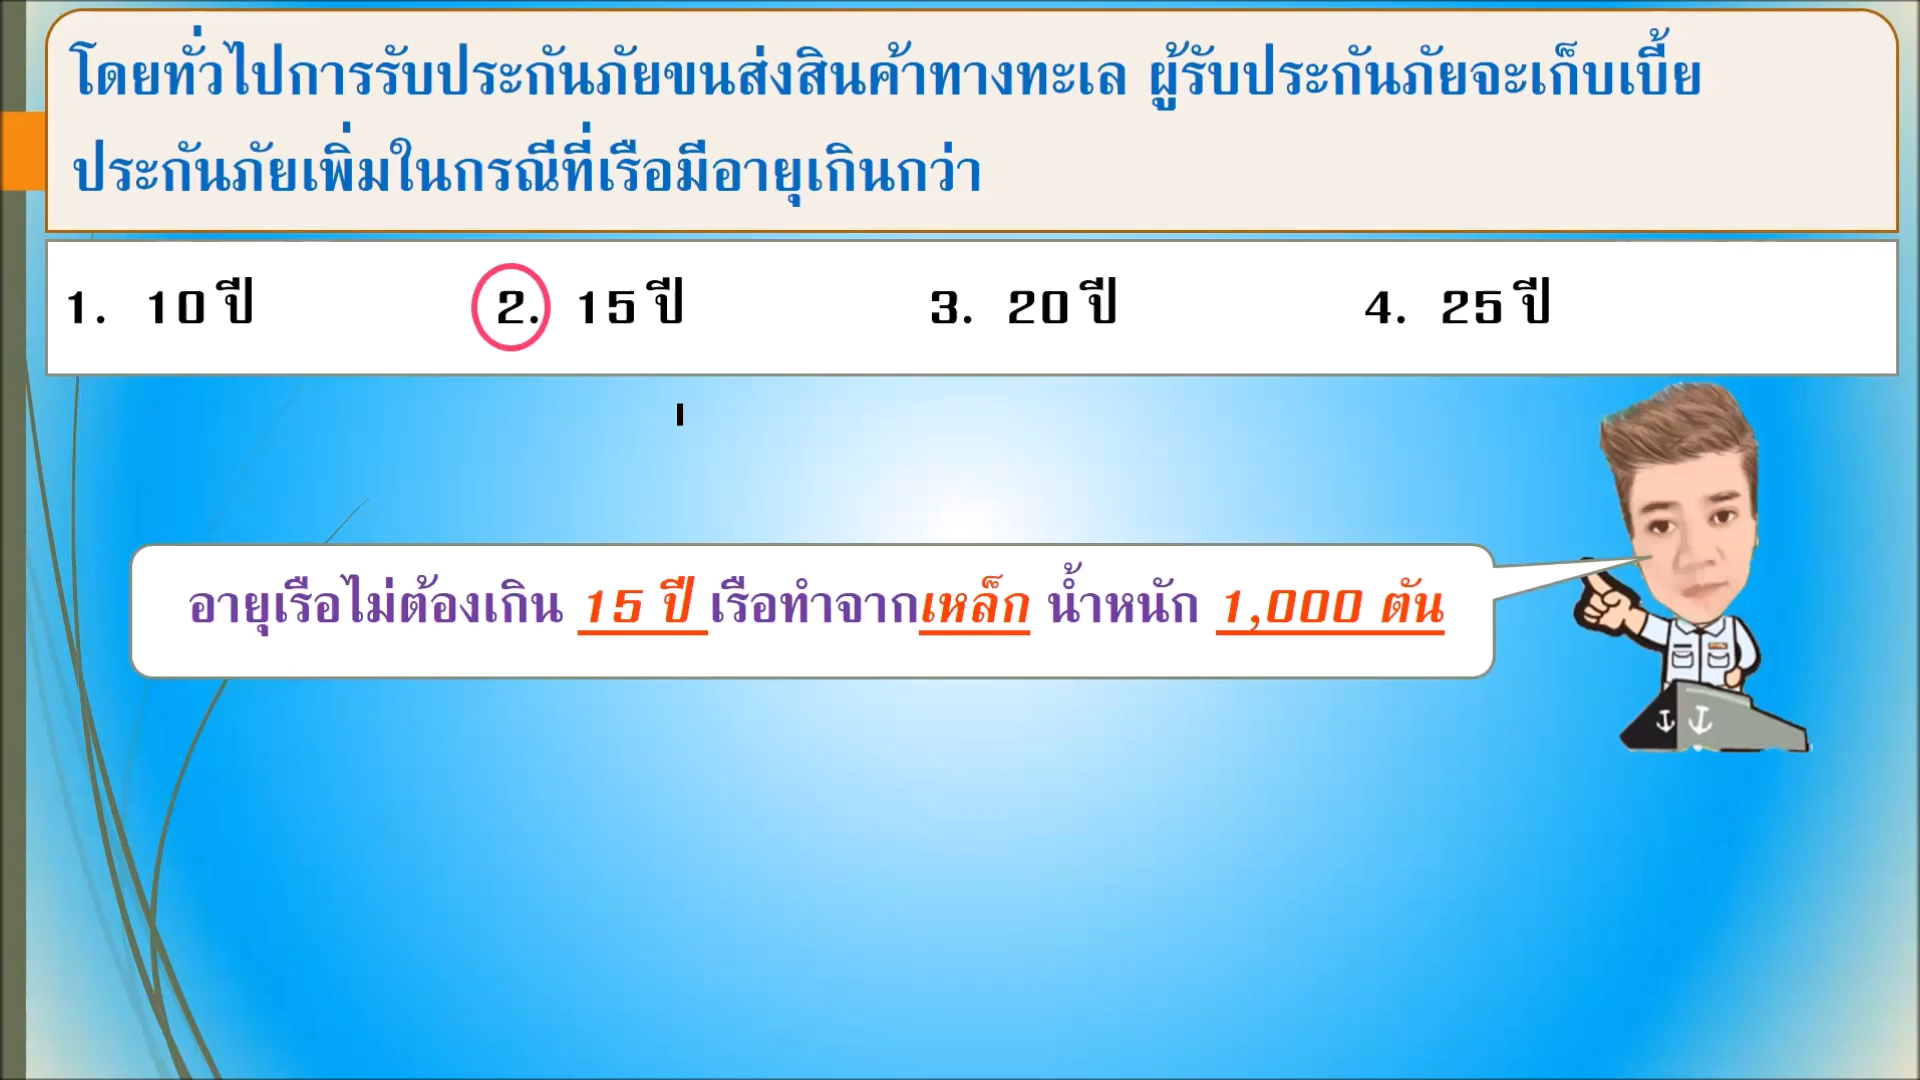 โดยทั่วไปการรับประกันภัยขนส่งสินค้าทางทะเล ผู้รับประกันภัยจะเก็บเบี้ย
ประกันภัยเพิ่มในกรณีที่เรือมีอายุเกินกว่า
1. 10 ปี 2. 15 ปี 3. 20 ปี 4. 25 ปี
อายุเรือไม่ต้องเกิน 15 ปี เรือทำจากเหล็ก น้ำหนัก 1,000 ตัน